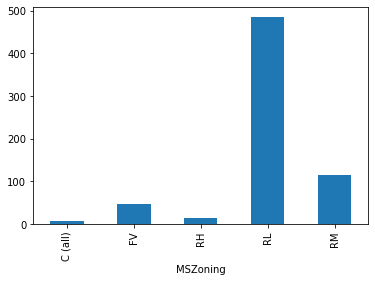 500
400
300
200
100
0
C (all)
FV
RH
RL
RM
MSZoning